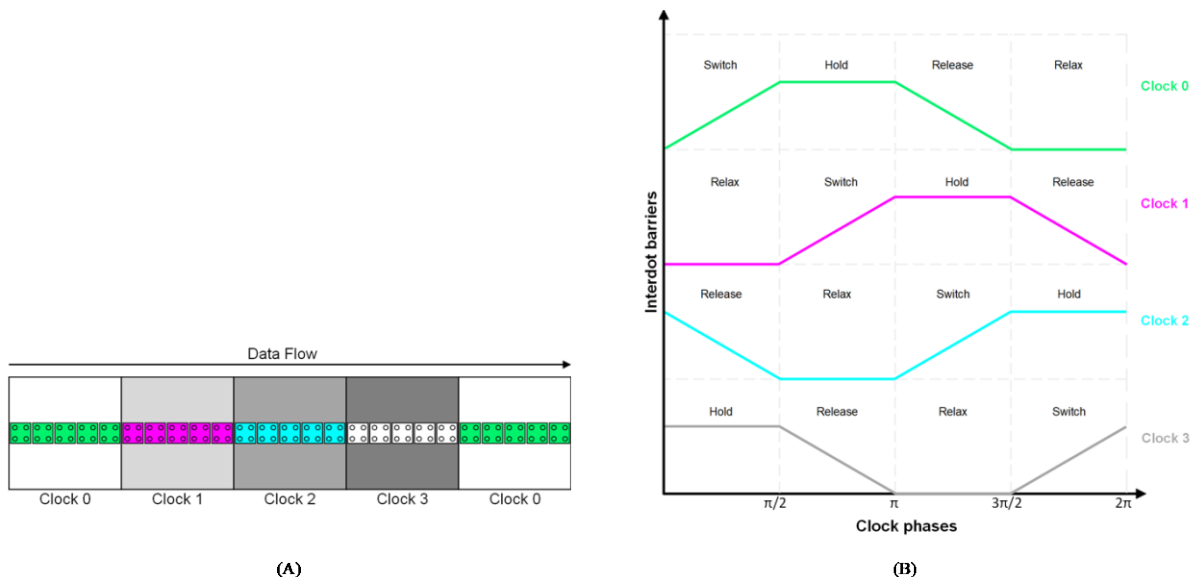 Data Flow
Clock 0 Clock 1 Clock 2 Clock 3 Clock 0
(A)
Interdot barriers
Switch Hold Release Relax
Clock 0
Relax Switch Hold Release
Clock 1
Release Relax Switch Hold
Clock 2
Hold Release Relax Switch
Clock 3
π/2 π 3π/2 2π
Clock phases
(B)